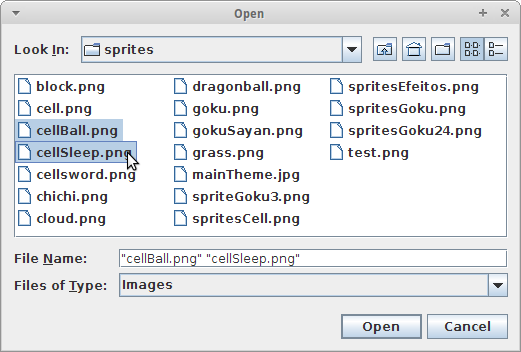 Open
Look In: sprites
block.png dragonball.png spritesEfeitos.png
cell.png goku.png spritesGoku.png
cellBall.png gokuSayan.png spritesGoku24.png
cellSleep.png grass.png test.png
cellsword.png mainTheme.jpg
chichi.png spriteGoku3.png
cloud.png spritesCell.png
File Name: "cellBall.png" "cellSleep.png"
Files of Type: Images
Open Cancel